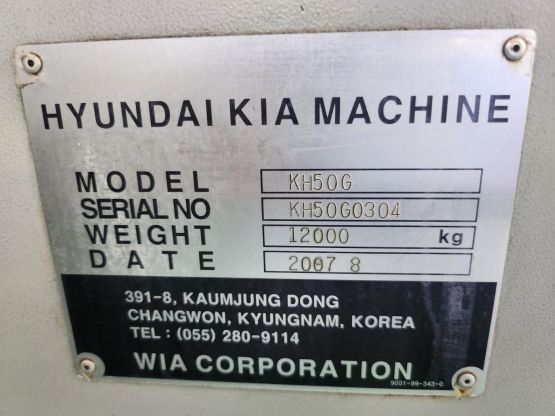 HYUNDAI KIA MACHINE
MODEL KH50G
SERIAL NO KH50G0304
WEIGHT 12000 kg
DATE 2007 8
391-8, KAUMJUNG DONG
CHANGWON, KYUNGNAM, KOREA
TEL : (055) 280-9114
WIA CORPORATION
9001-99-343-0